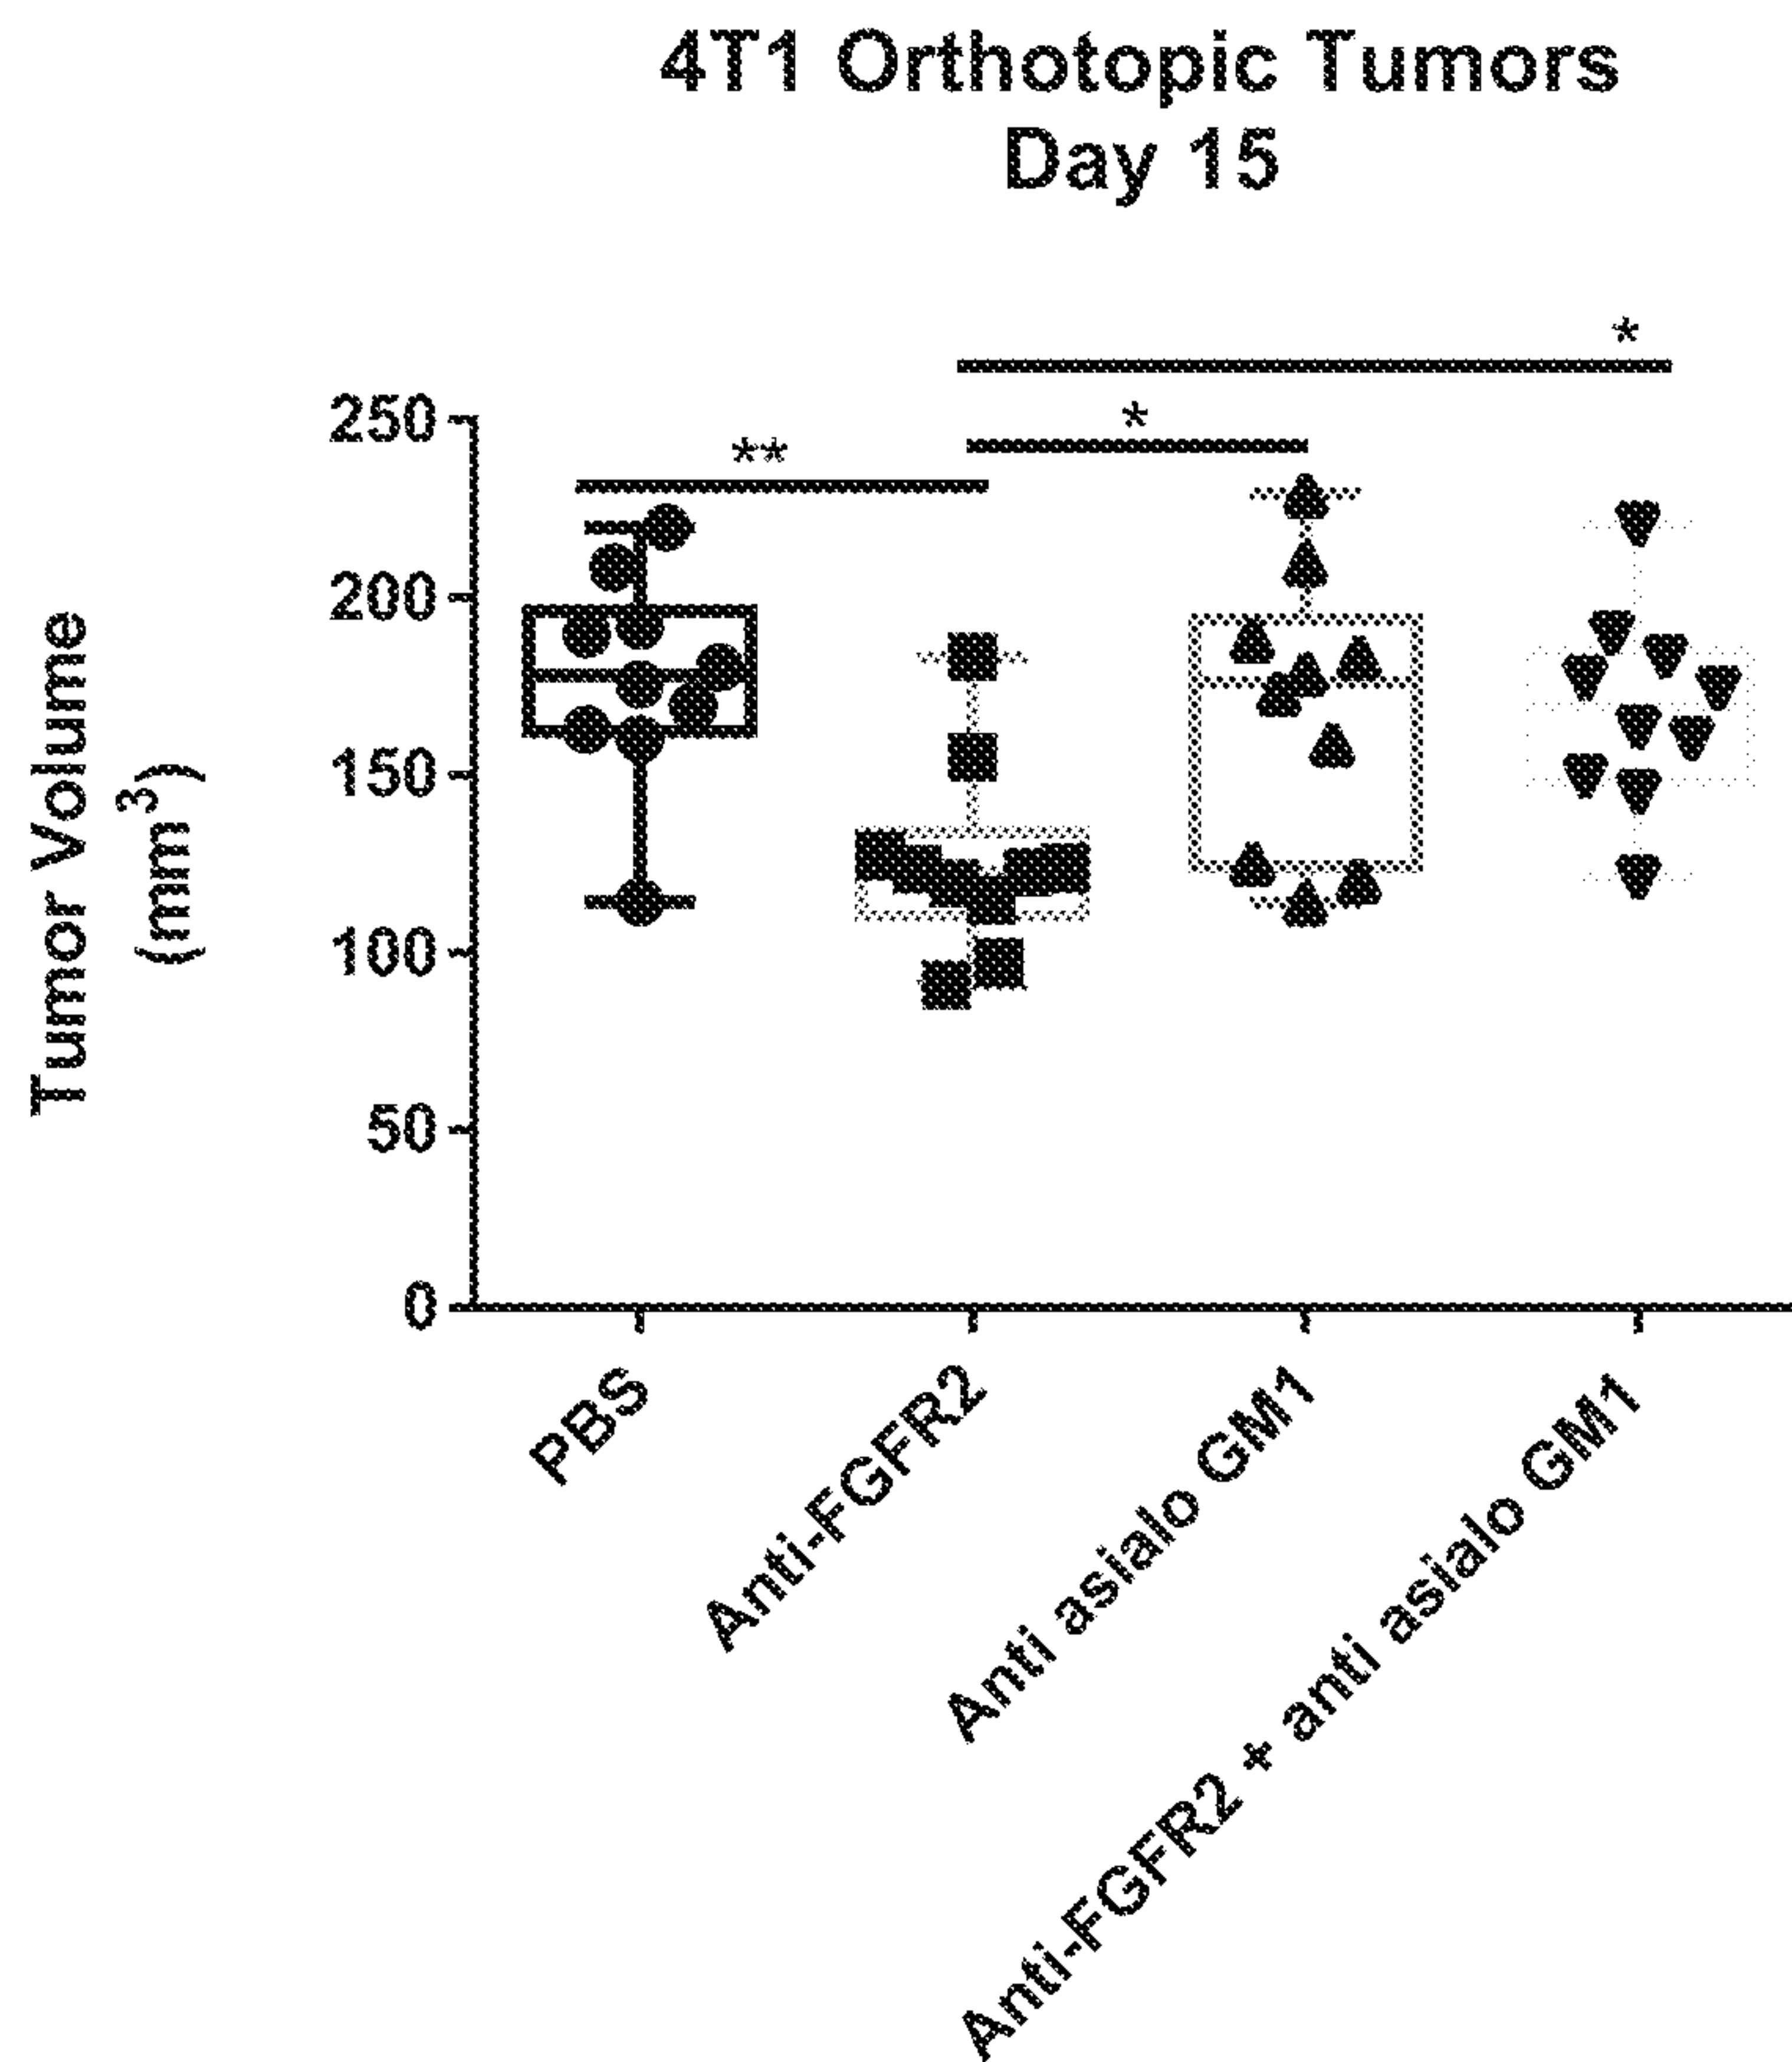 4T1 Orthotopic Tumors
Day 15
*
*
**
250
200
150
100
50
0
Tumor Volume
(mm³)
PBS
Anti-FGFR2
Anti asialo GM1
Anti-FGFR2 + anti asialo GM1